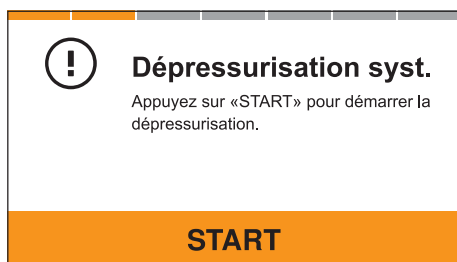 Dépressurisation syst.
Appuyez sur «START» pour démarrer la
dépressurisation.
START